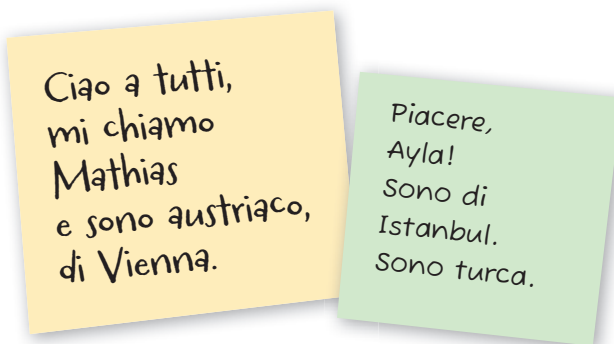 Ciao a tutti,
mi chiamo
Mathias
e sono austriaco,
di Vienna.
Piacere,
Ayla!
Sono di
Istanbul.
Sono turca.